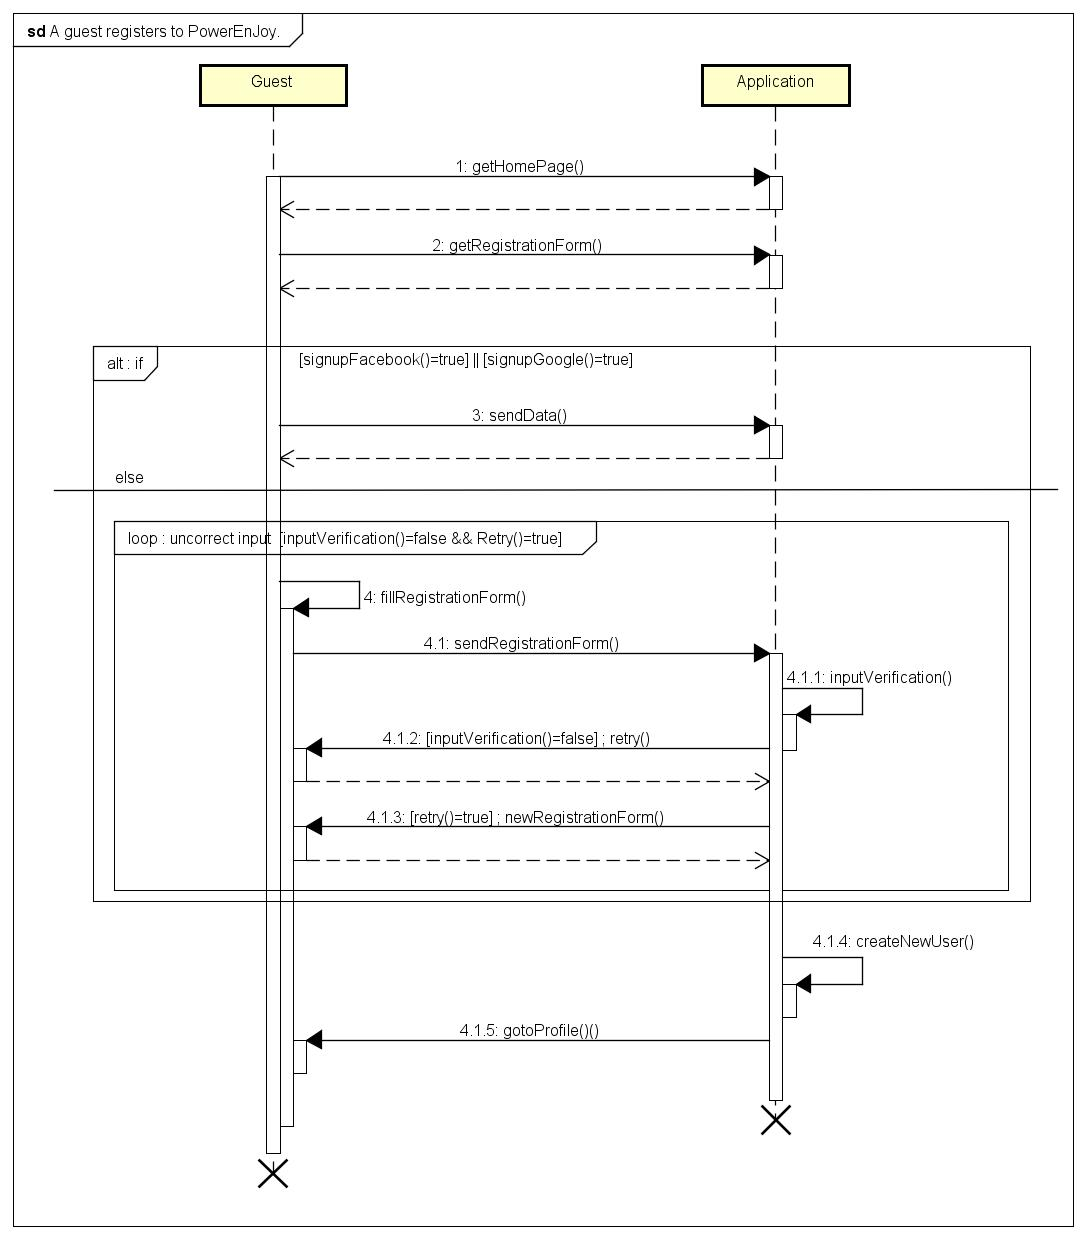 sd A guest registers to PowerEnJoy.
Guest
Application
1: getHomePage()
2: getRegistrationForm()
alt : if
[signupFacebook()=true] || [signupGoogle()=true]
3: sendData()
else
loop : uncorrect input [inputVerification()=false && Retry()=true]
4: fillRegistrationForm()
4.1: sendRegistrationForm()
4.1.1: inputVerification()
4.1.2: [inputVerification()=false] ; retry()
4.1.3: [retry()=true] ; newRegistrationForm()
4.1.4: createNewUser()
4.1.5: gotoProfile()()